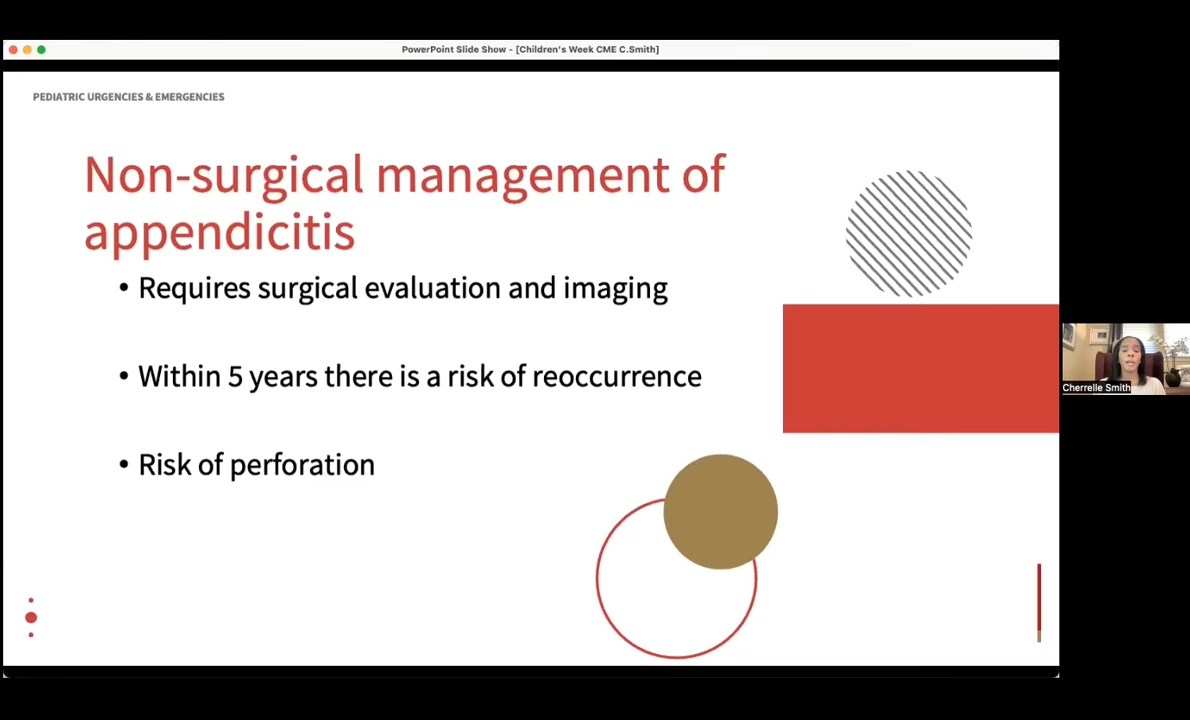 PowerPoint Slide Show - [Children's Week CME C.Smith]
PEDIATRIC URGENCIES & EMERGENCIES
Non-surgical management of
appendicitis
• Requires surgical evaluation and imaging
• Within 5 years there is a risk of reoccurrence
• Risk of perforation
Cherrelle Smith